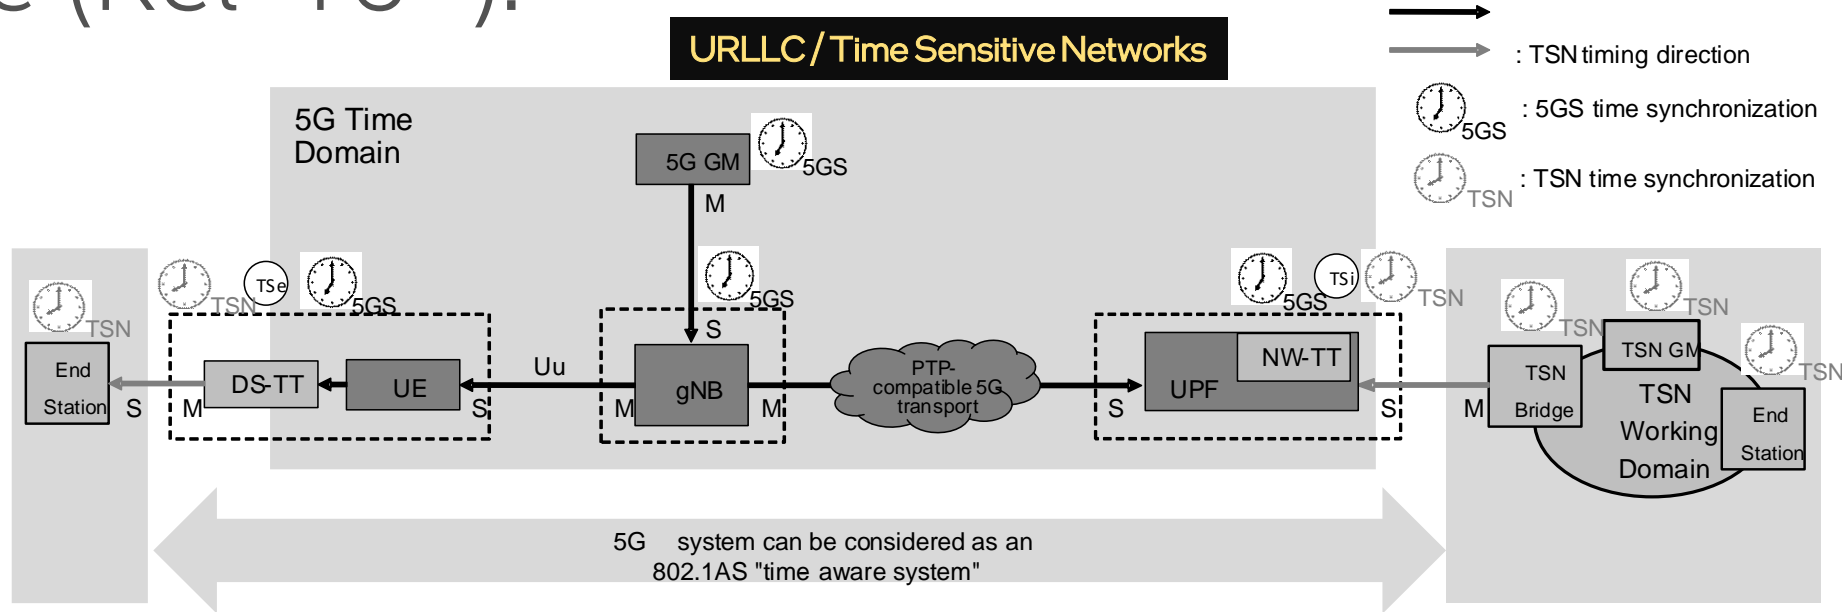 URLLC / Time Sensitive Networks
: TSN timing direction
5GS
: 5GS time synchronization
TSN
: TSN time synchronization
5G Time
Domain
5G GM
5GS
M
5GS
S
TSN
TSN
TSe
5GS
5GS
TSi
TSN
TSN
TSN
TSN
End
Station
S
M
DS-TT
UE
S
Uu
M
gNB
M
PTP-
compatible 5G
transport
S
UPF
NW-TT
S
M
TSN
Bridge
TSN GM
TSN
Working
Domain
End
Station
5G system can be considered as an
802.1AS "time aware system"